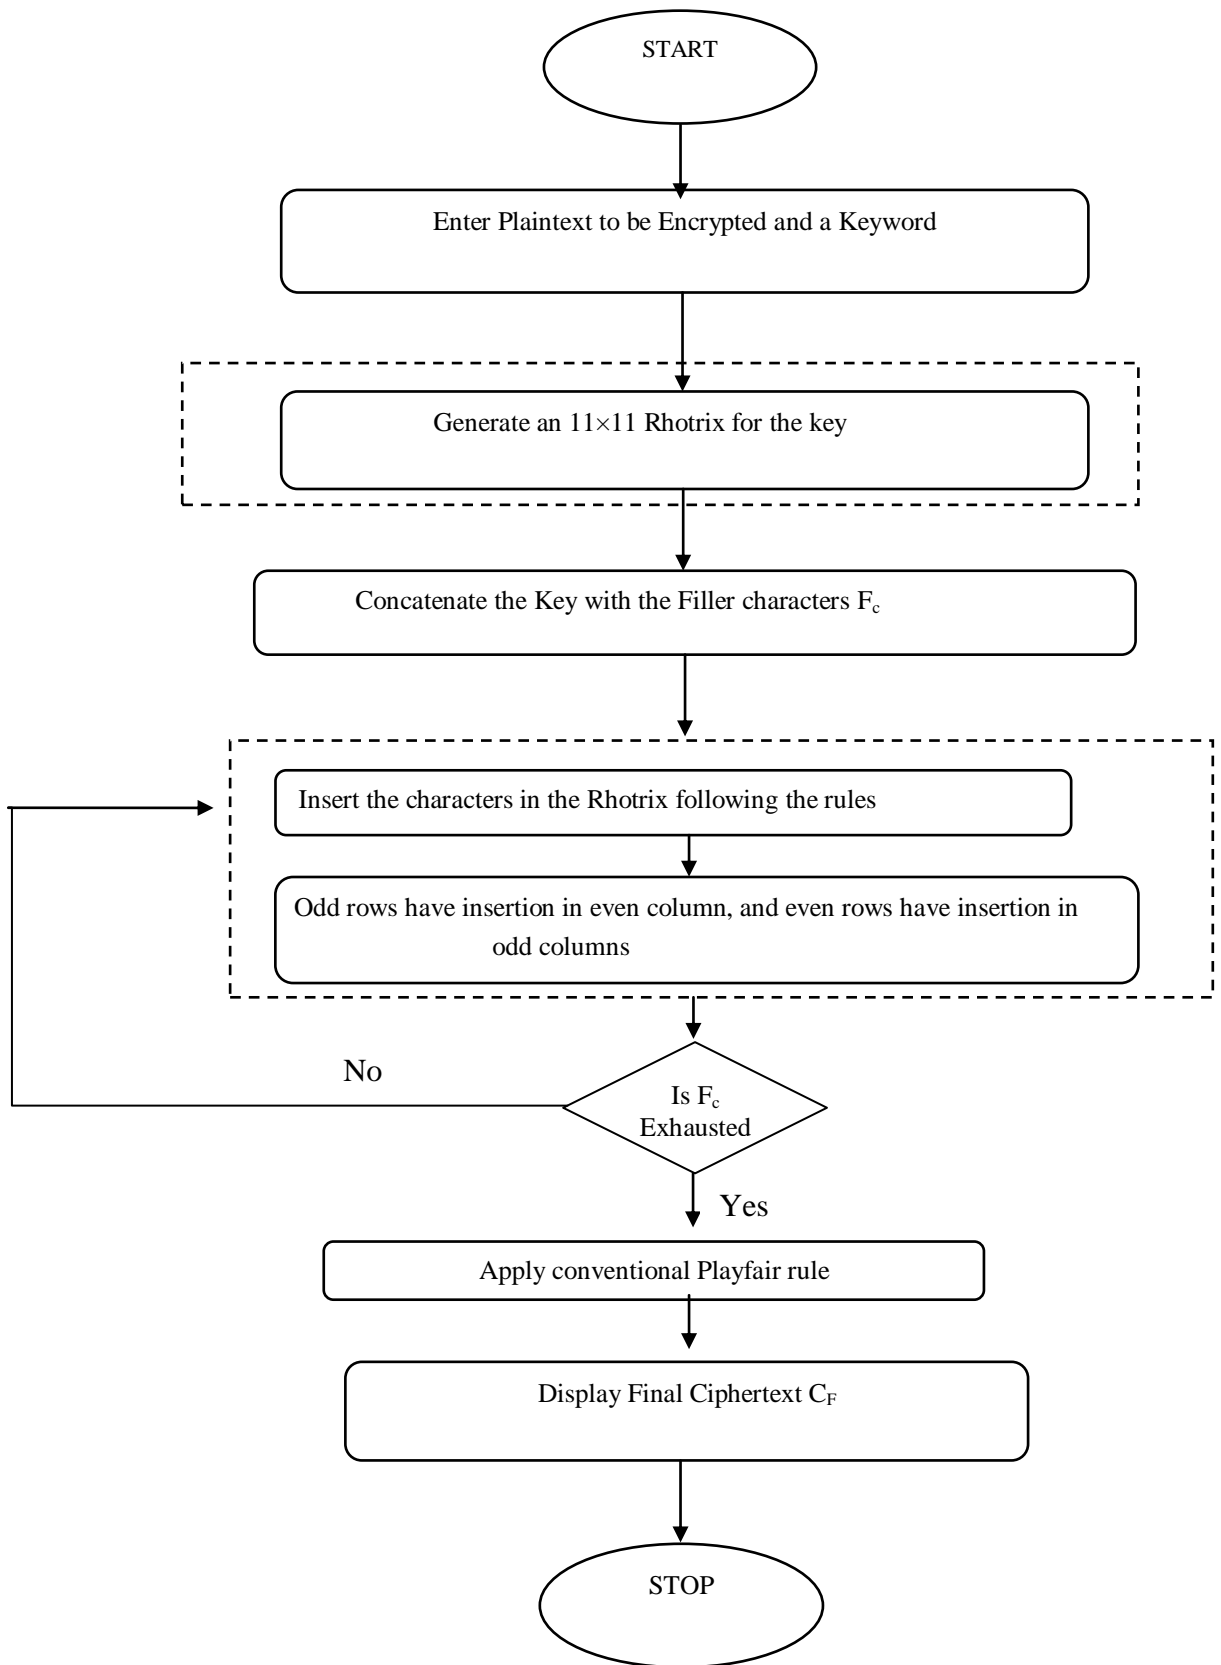 START
Enter Plaintext to be Encrypted and a Keyword
Generate an 11×11 Rhotrix for the key
Concatenate the Key with the Filler characters Fc
Insert the characters in the Rhotrix following the rules
Odd rows have insertion in even column, and even rows have insertion in
odd columns
No
Is Fc
Exhausted
Yes
Apply conventional Playfair rule
Display Final Ciphertext CF
STOP